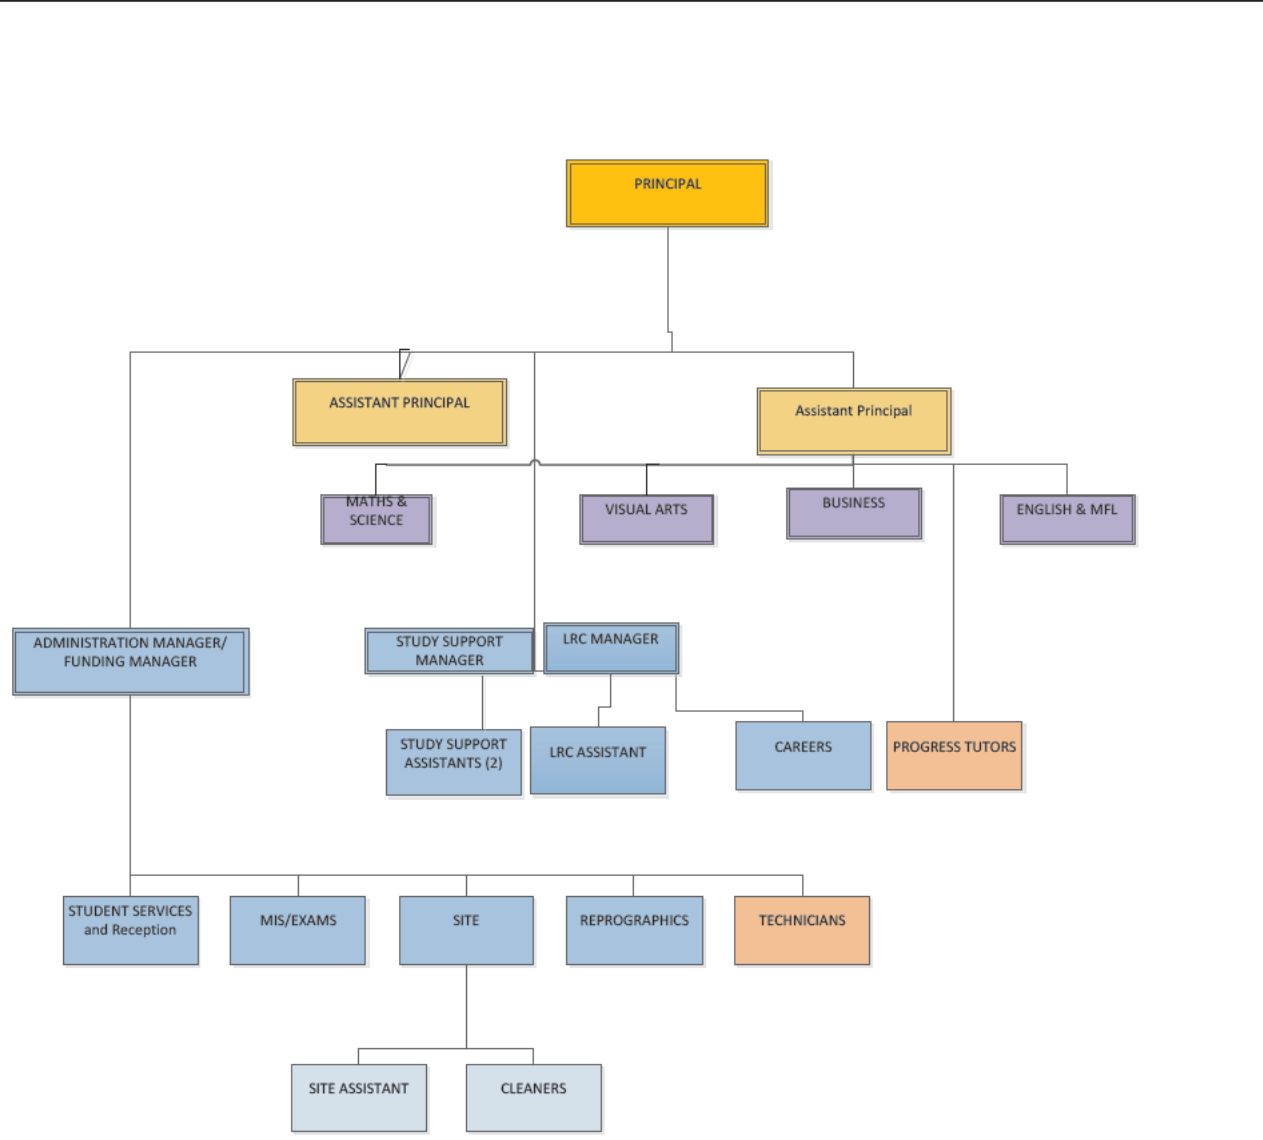 PRINCIPAL
ASSISTANT PRINCIPAL
Assistant Principal
MATHS &
SCIENCE
VISUAL ARTS
BUSINESS
ENGLISH & MFL
ADMINISTRATION MANAGER/
FUNDING MANAGER
STUDY SUPPORT
MANAGER
LRC MANAGER
STUDY SUPPORT
ASSISTANTS (2)
LRC ASSISTANT
CAREERS
PROGRESS TUTORS
STUDENT SERVICES
and Reception
MIS/EXAMS
SITE
REPROGRAPHICS
TECHNICIANS
SITE ASSISTANT
CLEANERS